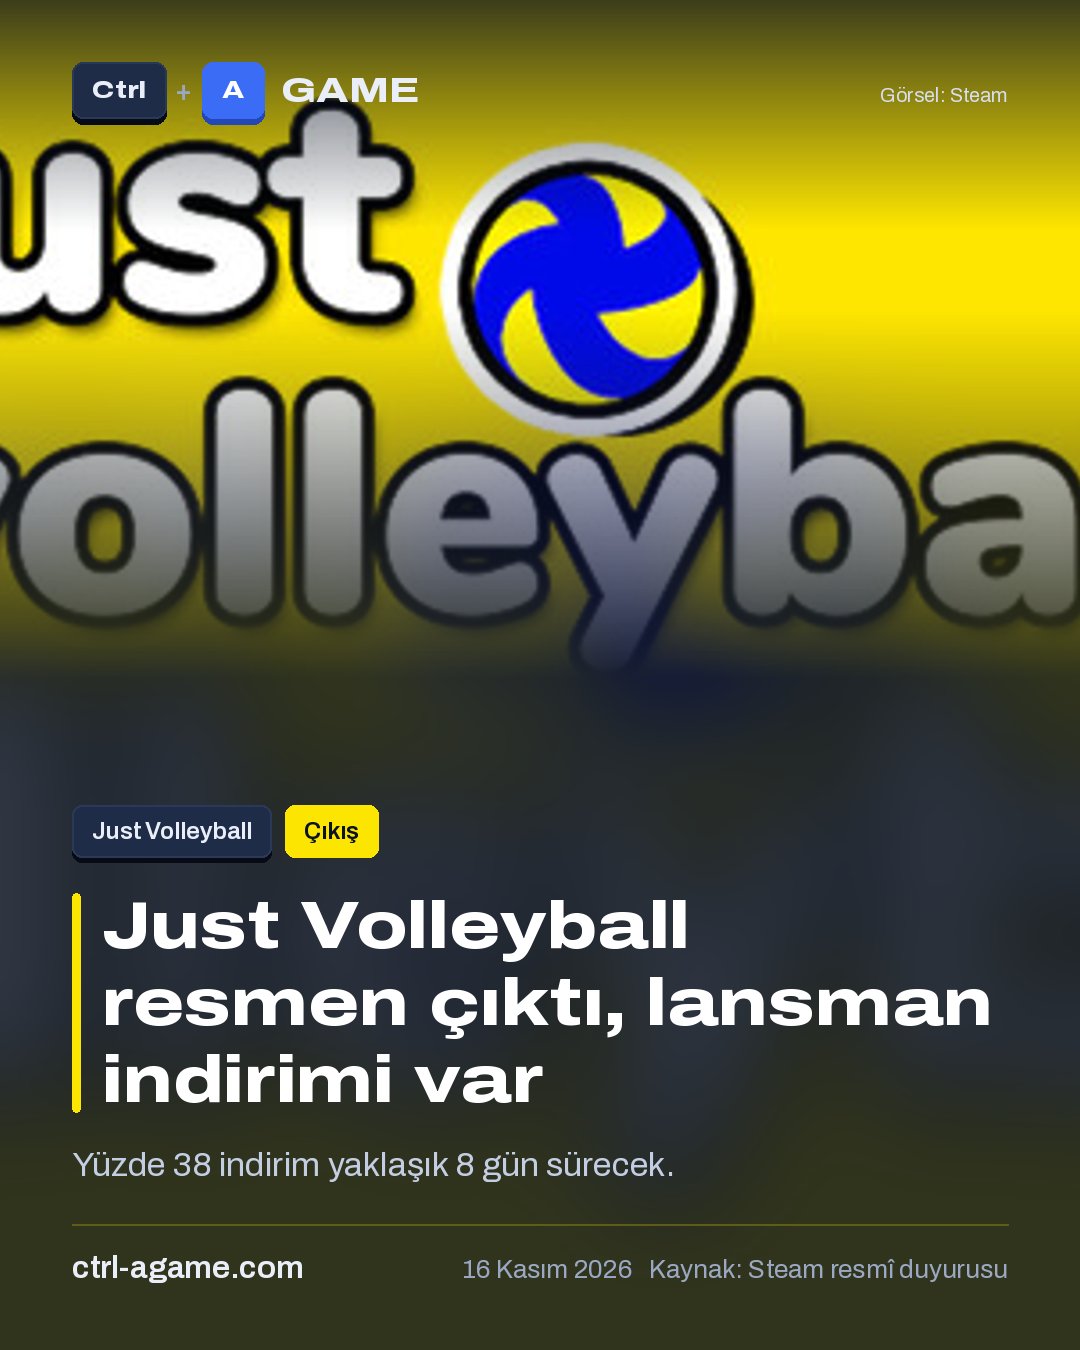 Ctrl + A GAME
Görsel: Steam
ust
volleyba
Just Volleyball
Çıkış
Just Volleyball
resmen çıktı, lansman
indirimi var
Yüzde 38 indirim yaklaşık 8 gün sürecek.
ctrl-agame.com
16 Kasım 2026 Kaynak: Steam resmî duyurusu